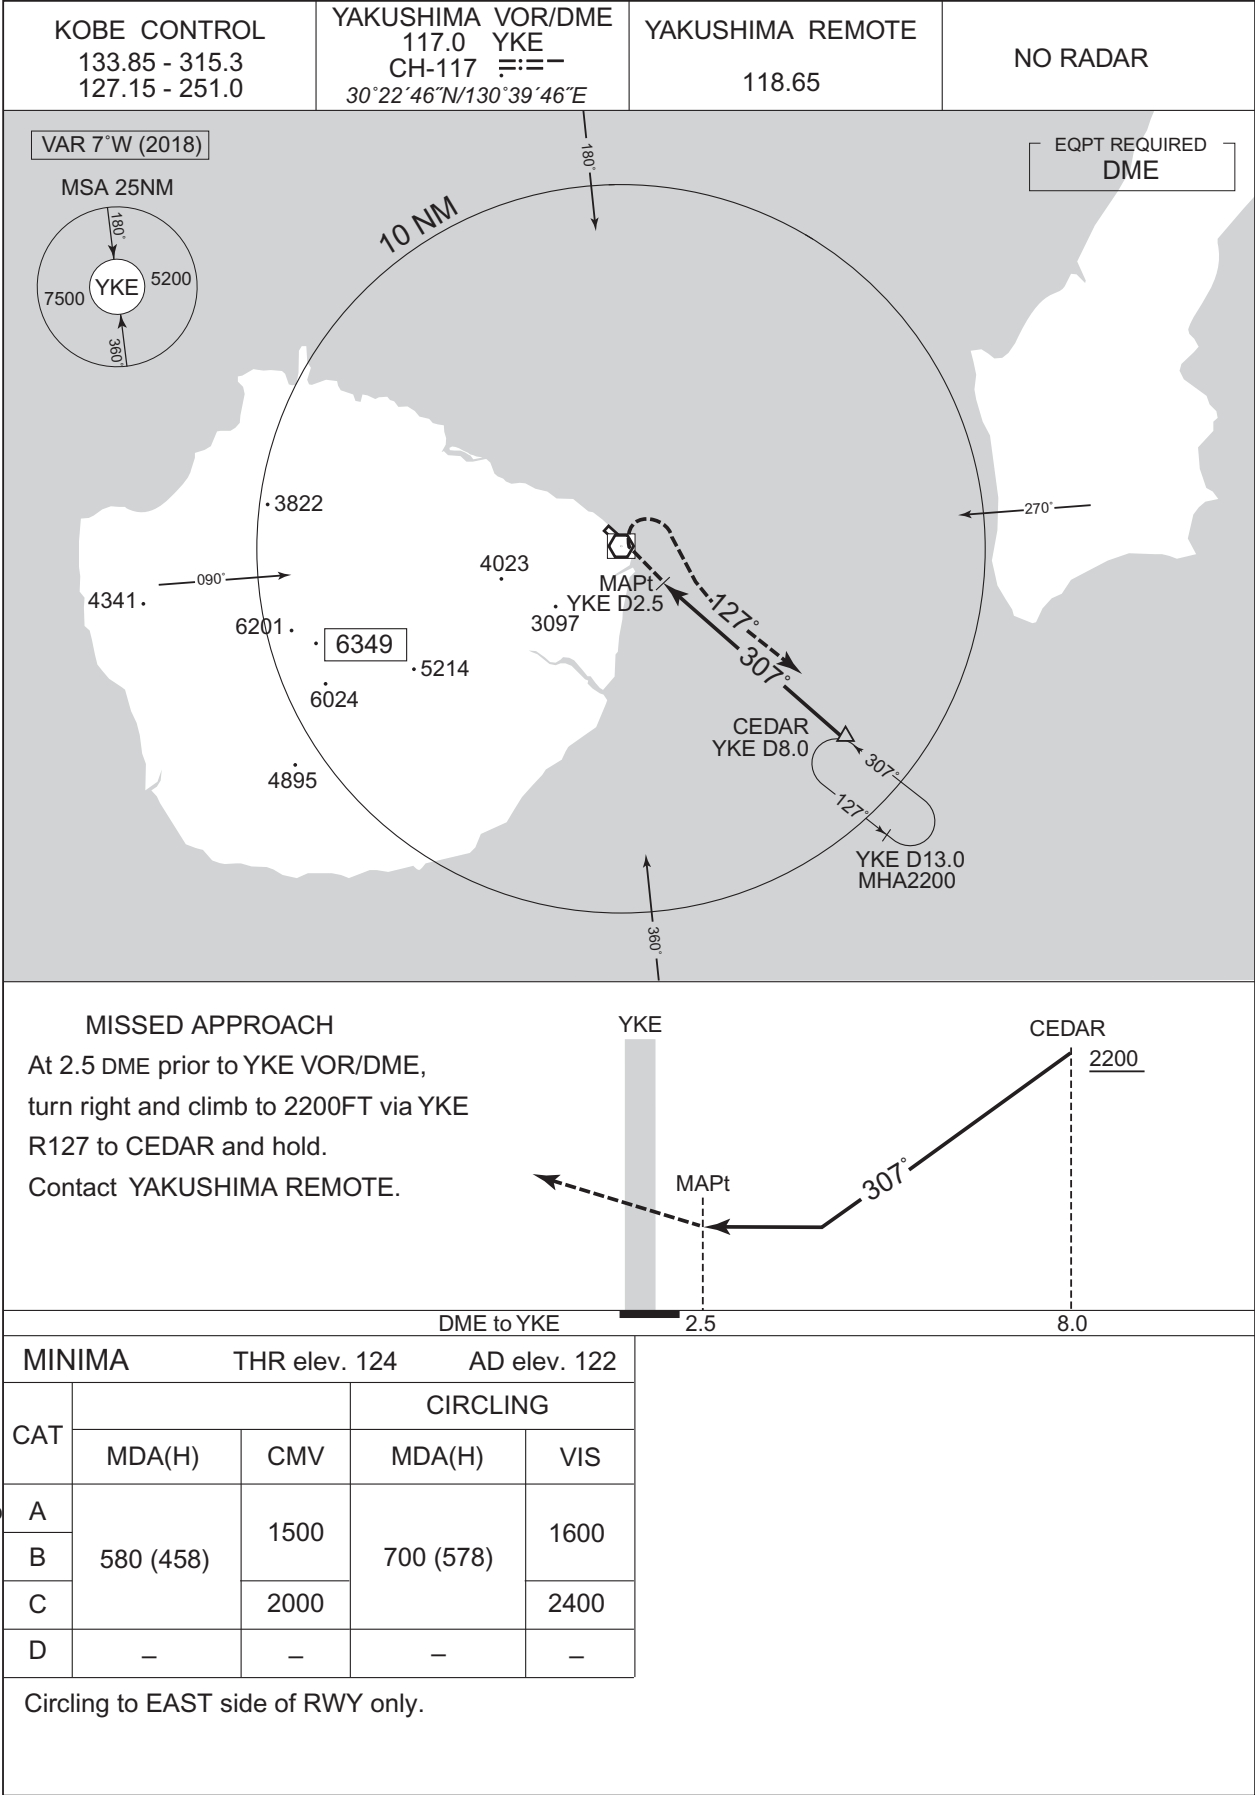 KOBE CONTROL
133.85 - 315.3
127.15 - 251.0
YAKUSHIMA VOR/DME
117.0 YKE
CH-117
30˚22´46˝N/130˚39´46˝E
YAKUSHIMA REMOTE
118.65
NO RADAR
VAR 7˚W (2018)
MSA 25NM
180˚
YKE
7500
5200
360˚
EQPT REQUIRED
DME
180˚
10 NM
270˚
3822
4023
090˚
4341
MAPt
YKE D2.5
3097
6201
6349
5214
6024
4895
127˚
307˚
CEDAR
YKE D8.0
307˚
127˚
YKE D13.0
MHA2200
360˚
MISSED APPROACH
At 2.5 DME prior to YKE VOR/DME,
turn right and climb to 2200FT via YKE
R127 to CEDAR and hold.
Contact YAKUSHIMA REMOTE.
YKE
CEDAR
2200
MAPt
307˚
DME to YKE 2.5 8.0
MINIMA THR elev. 124 AD elev. 122
CAT
CIRCLING
MDA(H) CMV MDA(H) VIS
A
B
C
D
580 (458)
1500
2000
700 (578)
1600
2400
– – – –
Circling to EAST side of RWY only.